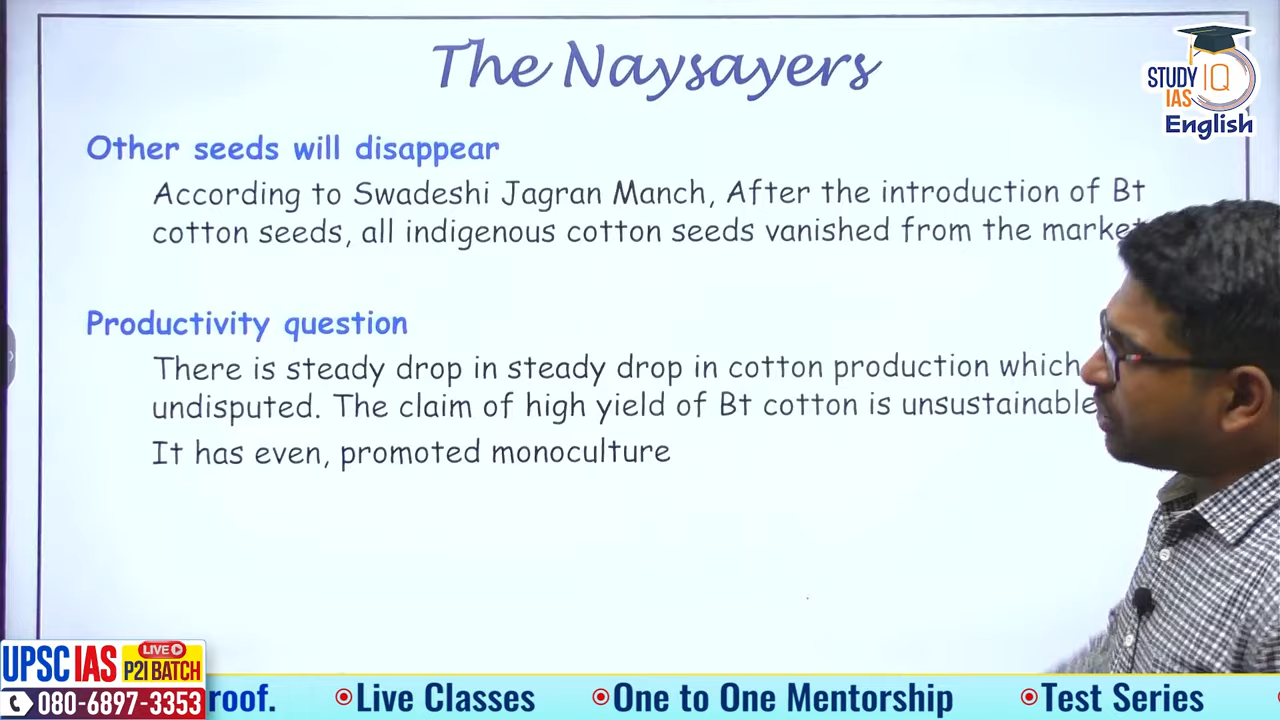 The Naysayers
STUDY IQ
IAS
English
Other seeds will disappear
According to Swadeshi Jagran Manch, After the introduction of Bt
cotton seeds, all indigenous cotton seeds vanished from the market
Productivity question
There is steady drop in steady drop in cotton production which
undisputed. The claim of high yield of Bt cotton is unsustainable
It has even, promoted monoculture
UPSC IAS LIVE P2I BATCH
080-6897-3353
roof. Live Classes One to One Mentorship Test Series